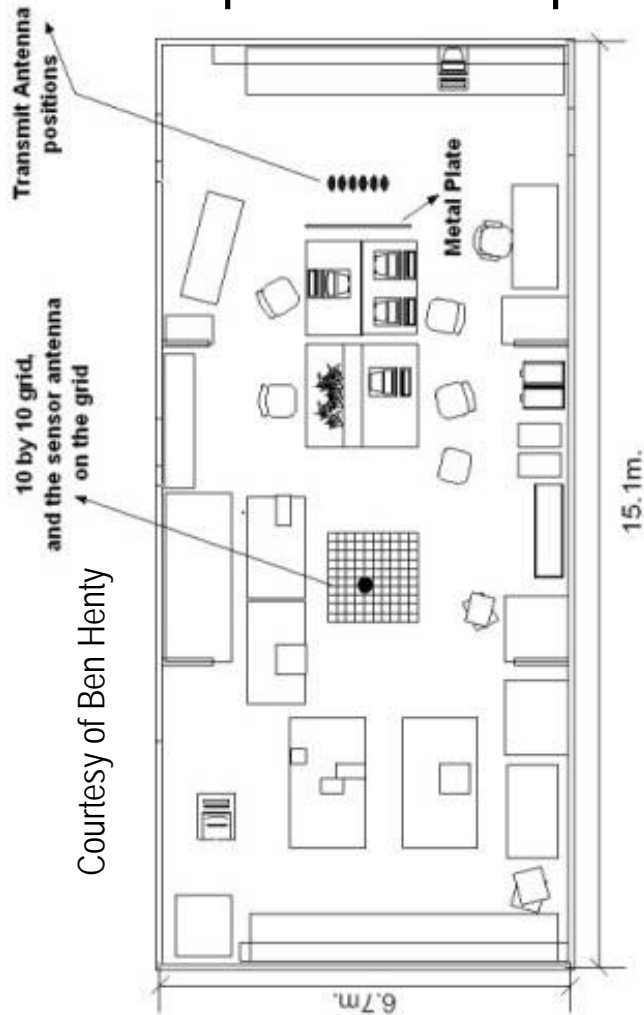 Transmit Antenna
positions
10 by 10 grid,
and the sensor antenna
on the grid
Metal Plate
Courtesy of Ben Henty
15.1m.
6.7m.